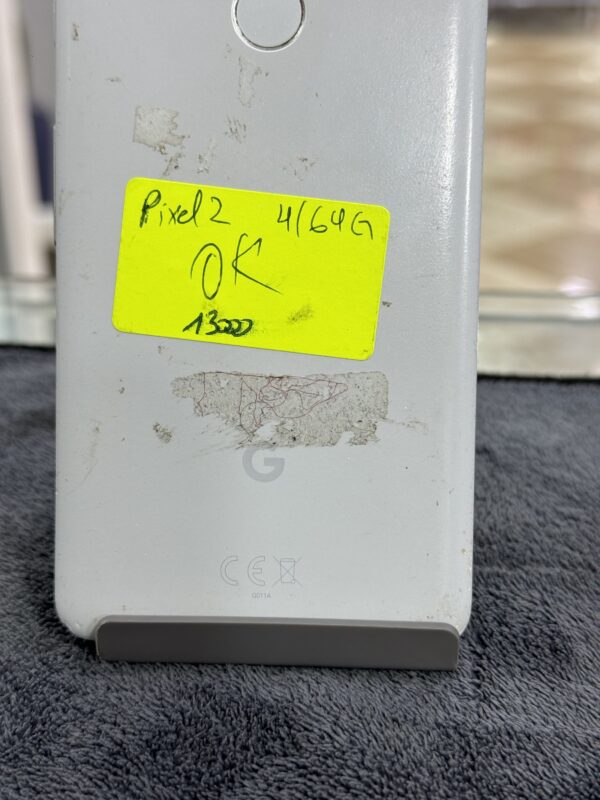 Pixel 2 4/64G
OK
13000
G
CE
G011A